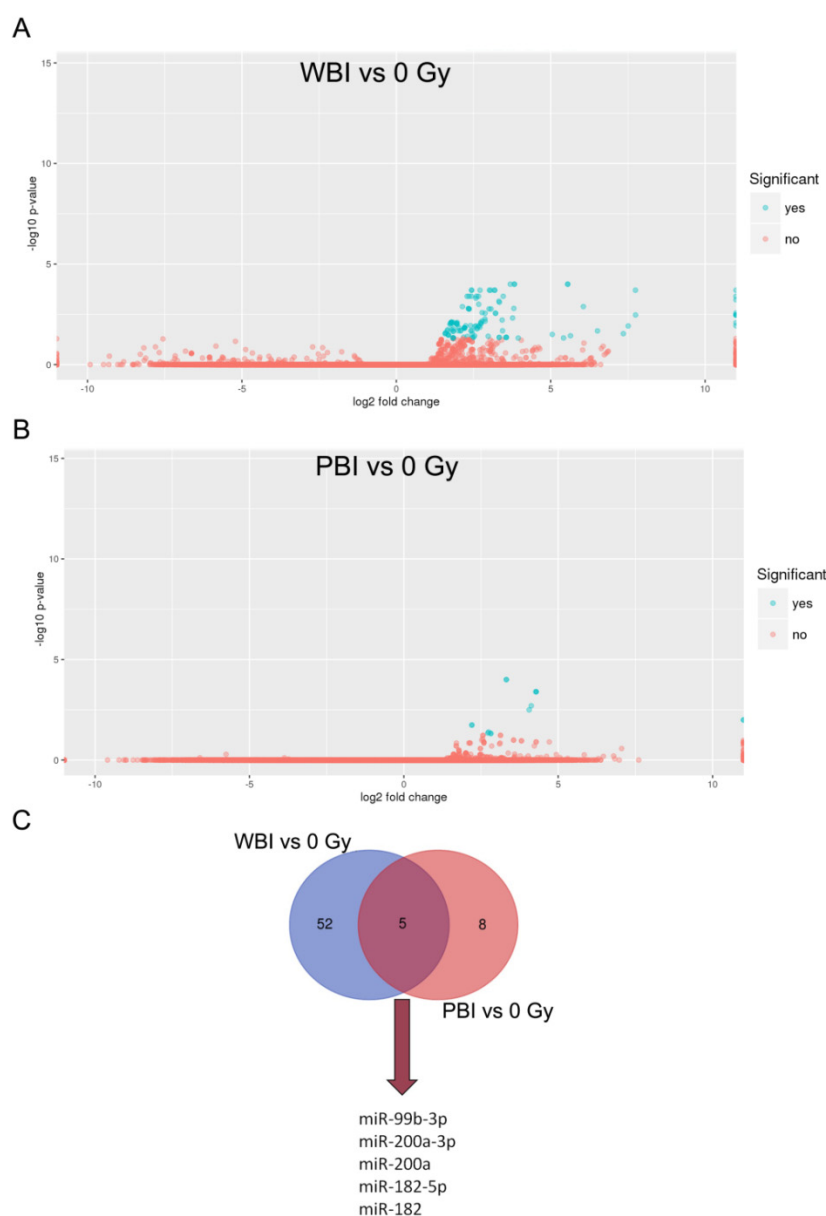 A
WBI vs 0 Gy
15
10
5
0
-log10 p-value
-10
-5
0
5
10
log2 fold change
Significant
yes
no
B
PBI vs 0 Gy
15
10
5
0
-log10 p-value
-10
-5
0
5
10
log2 fold change
Significant
yes
no
C
WBI vs 0 Gy
52
5
8
PBI vs 0 Gy
miR-99b-3p
miR-200a-3p
miR-200a
miR-182-5p
miR-182